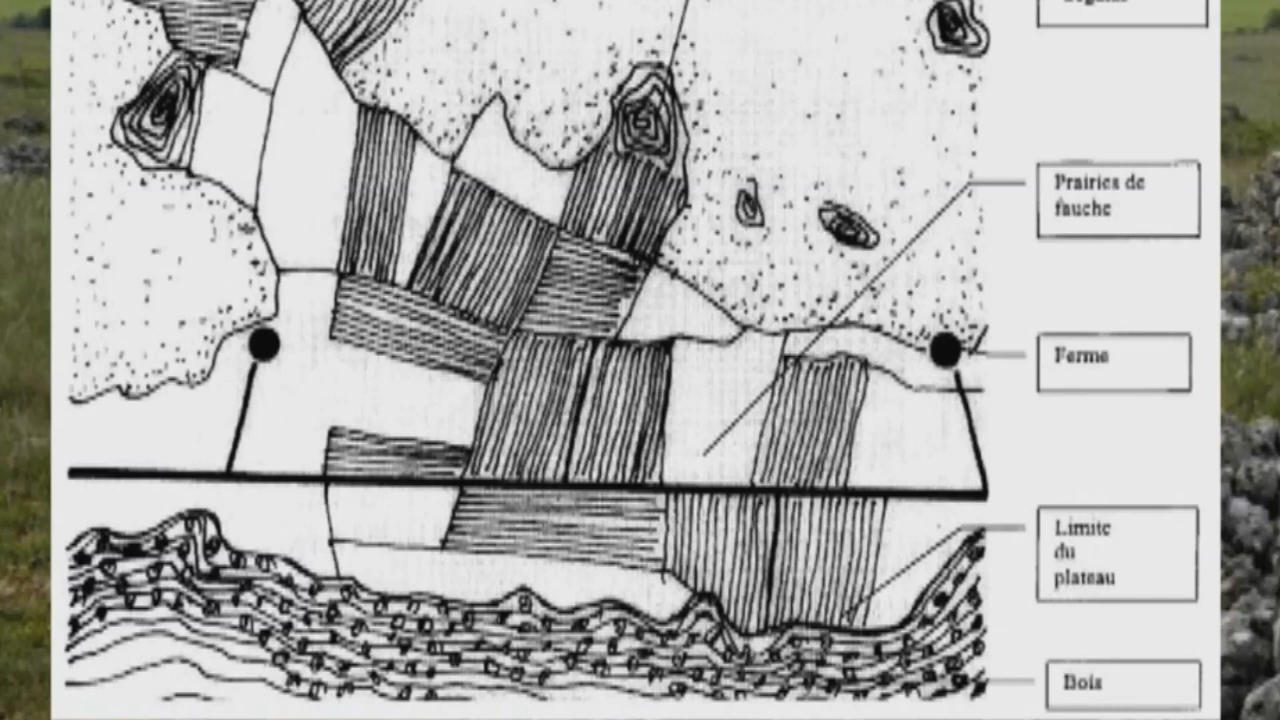 Prairies de
fauche
Ferme
Limite
du
plateau
Bois